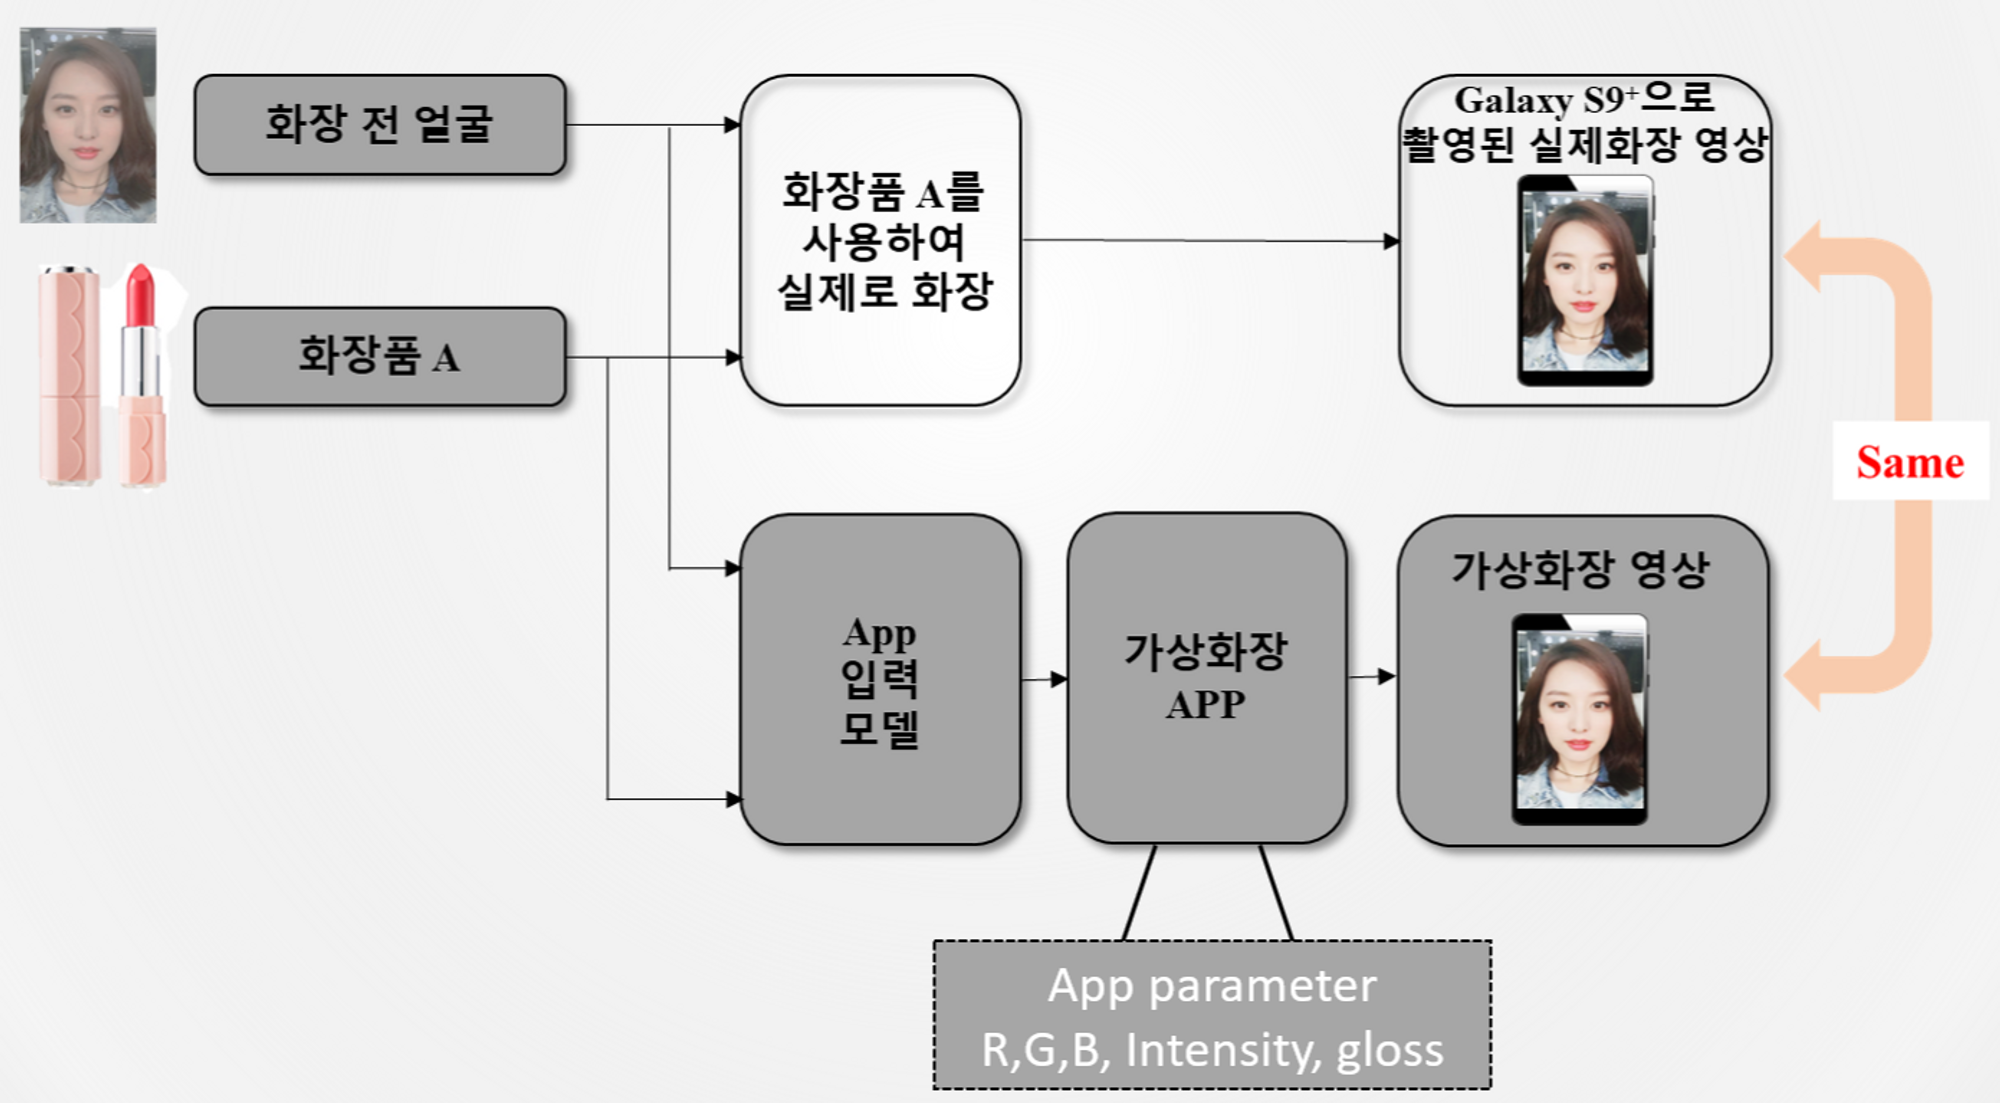 화장 전 얼굴
화장품 A
화장품 A를
사용하여
실제로 화장
Galaxy S9⁺으로
촬영된 실제화장 영상
Same
App
입력
모델
가상화장
APP
가상화장 영상
App parameter
R,G,B, Intensity, gloss